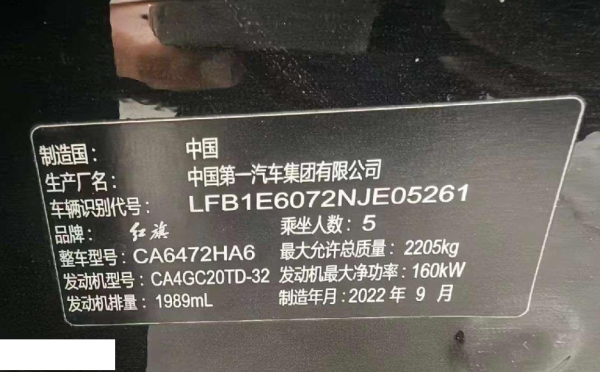 制造国： 中国
生产厂名： 中国第一汽车集团有限公司
车辆识别代号： LFB1E6072NJE05261
品牌： 红旗 乘坐人数：5
整车型号：CA6472HA6 最大允许总质量：2205kg
发动机型号：CA4GC20TD-32 发动机最大净功率：160kW
发动机排量：1989mL 制造年月：2022 年 9 月